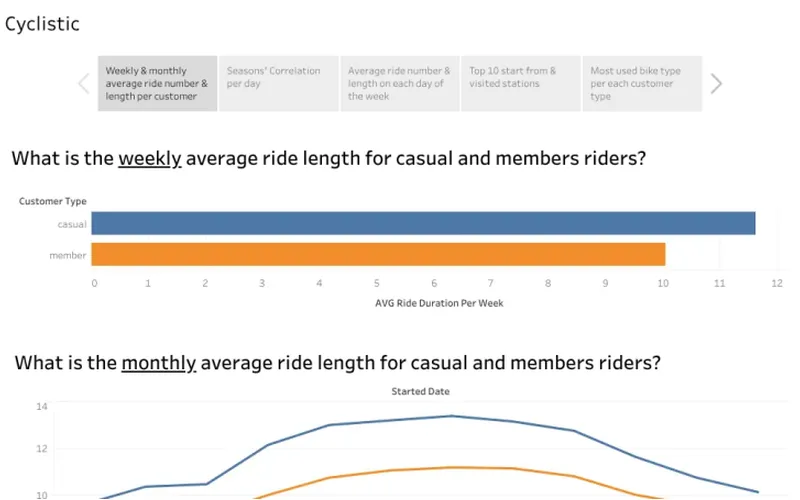 Cyclistic
Weekly & monthly
average ride number &
length per customer
Seasons' Correlation
per day
Average ride number &
length on each day of
the week
Top 10 start from &
visited stations
Most used bike type
per each customer
type
What is the weekly average ride length for casual and members riders?
Customer Type
casual
member
0 1 2 3 4 5 6 7 8 9 10 11 12
AVG Ride Duration Per Week
What is the monthly average ride length for casual and members riders?
Started Date
14
12
10